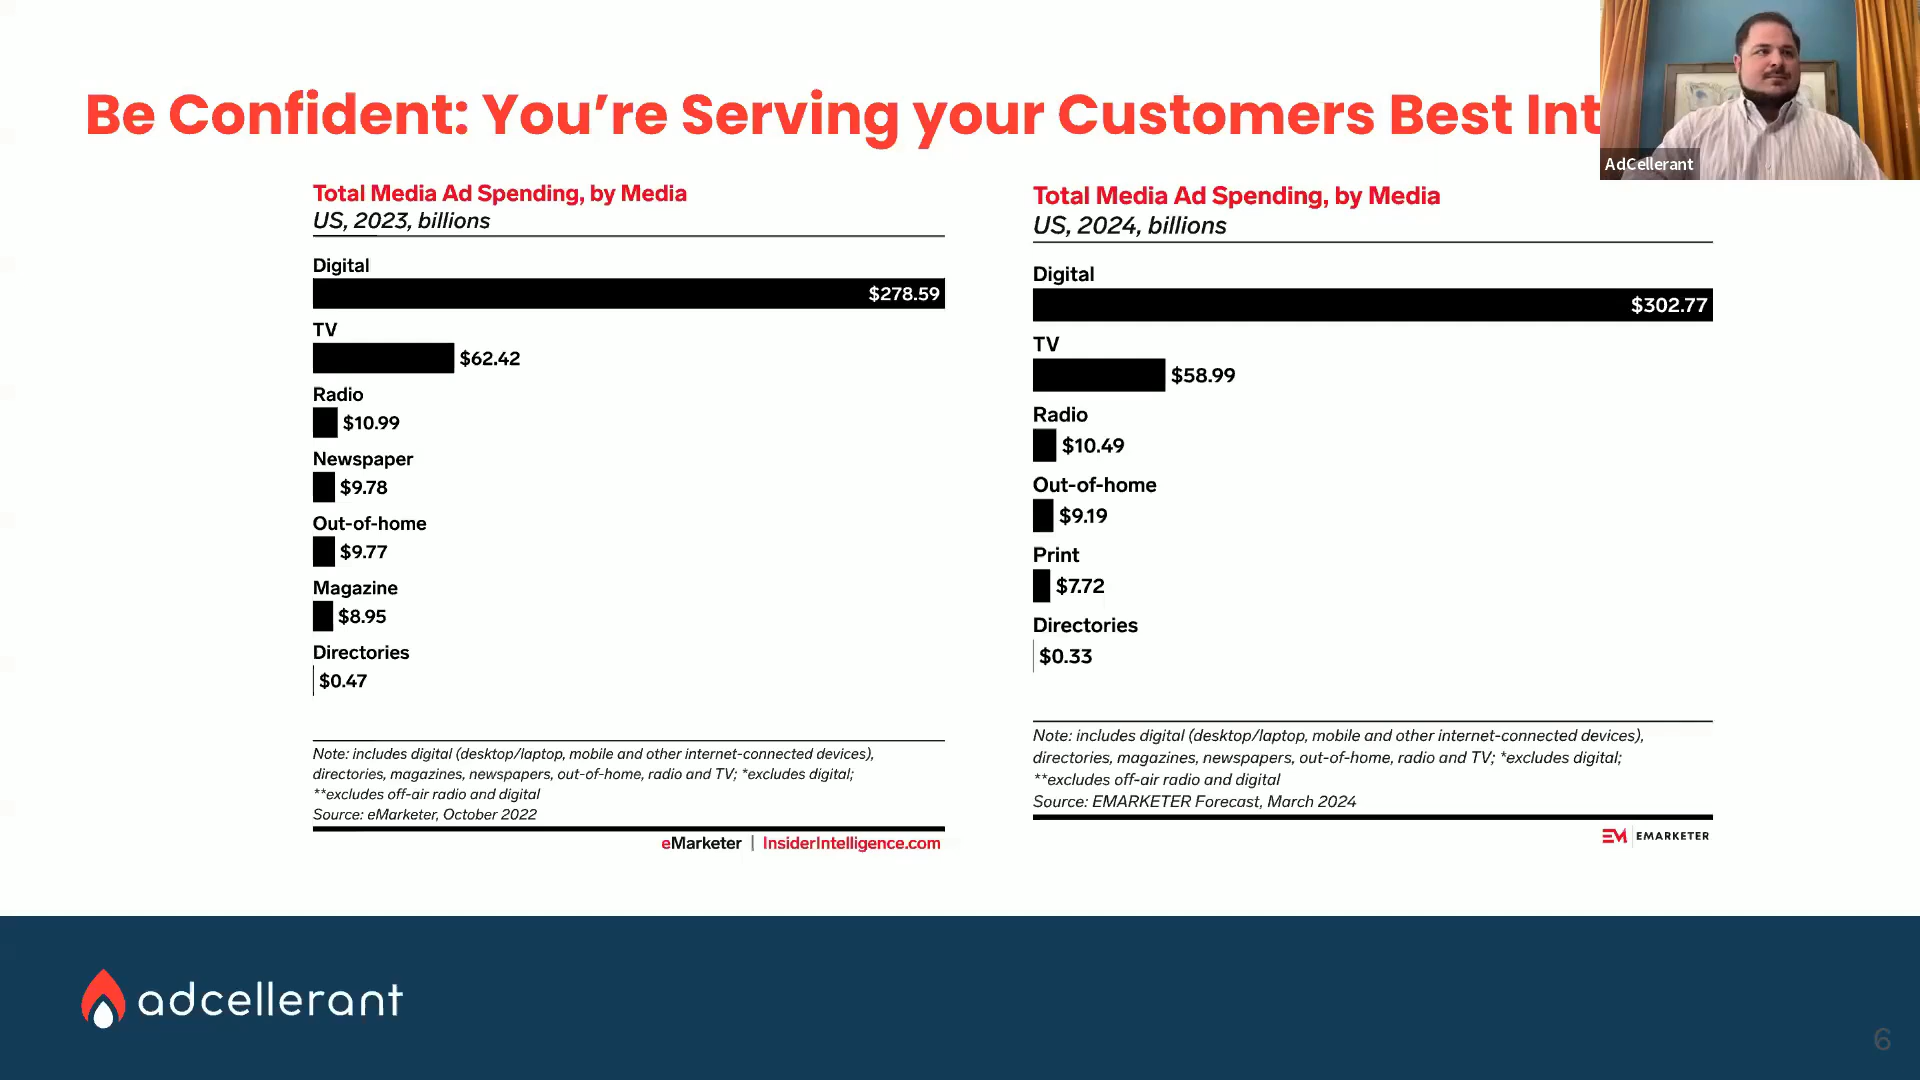 Be Confident: You’re Serving your Customers Best Int
AdCellerant
Total Media Ad Spending, by Media
US, 2023, billions
Digital
$278.59
TV
$62.42
Radio
$10.99
Newspaper
$9.78
Out-of-home
$9.77
Magazine
$8.95
Directories
$0.47
Note: includes digital (desktop/laptop, mobile and other internet-connected devices),
directories, magazines, newspapers, out-of-home, radio and TV; *excludes digital;
**excludes off-air radio and digital
Source: eMarketer, October 2022
eMarketer | InsiderIntelligence.com
Total Media Ad Spending, by Media
US, 2024, billions
Digital
$302.77
TV
$58.99
Radio
$10.49
Out-of-home
$9.19
Print
$7.72
Directories
$0.33
Note: includes digital (desktop/laptop, mobile and other internet-connected devices),
directories, magazines, newspapers, out-of-home, radio and TV; *excludes digital;
**excludes off-air radio and digital
Source: EMARKETER Forecast, March 2024
EM | EMARKETER
adcellerant
6